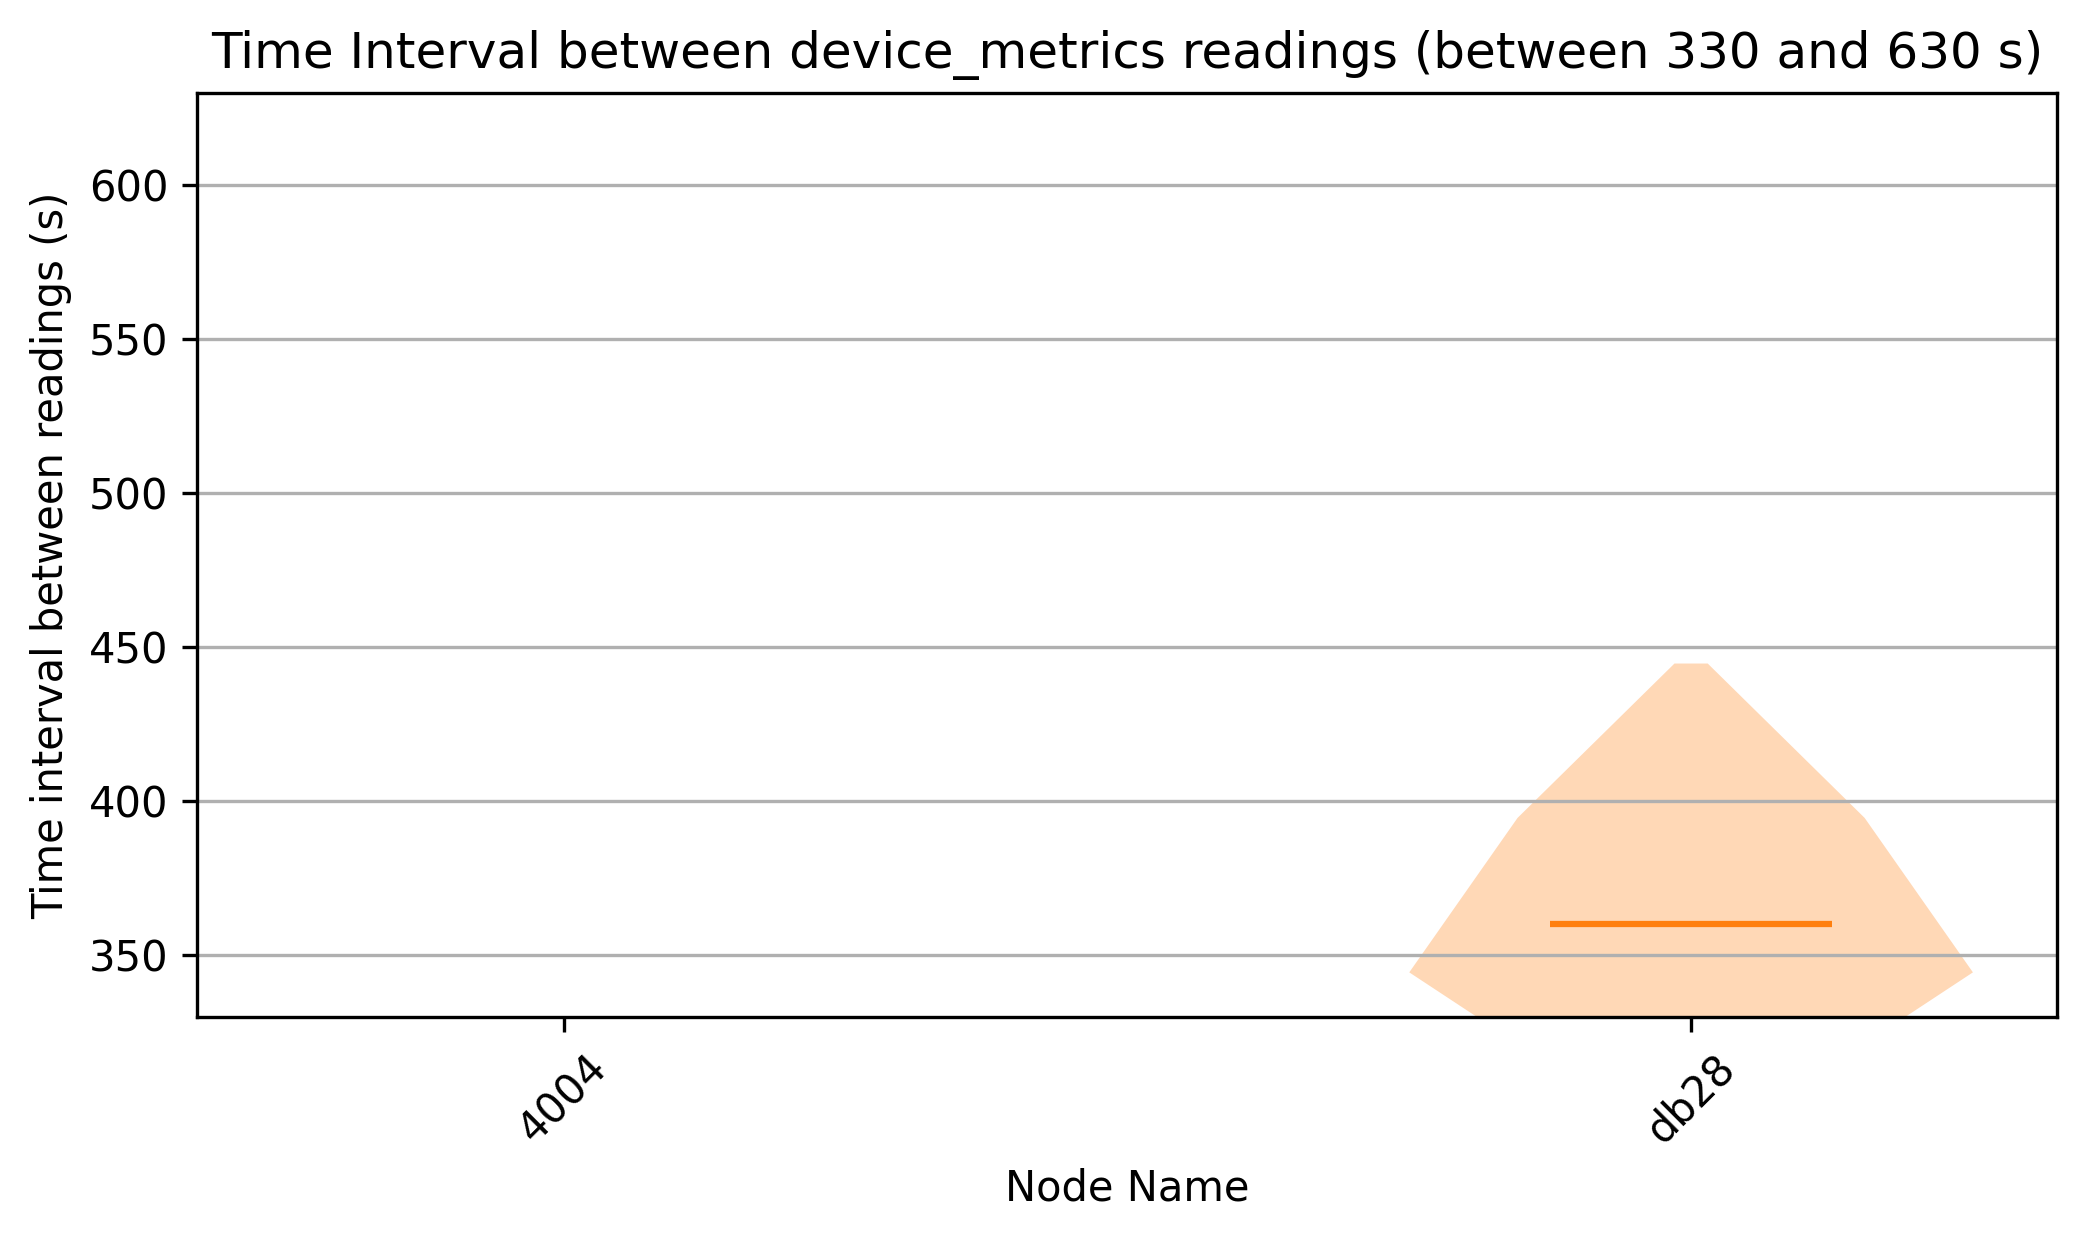 Time Interval between device_metrics readings (between 330 and 630 s)
Time interval between readings (s)
600
550
500
450
400
350
4004
db28
Node Name